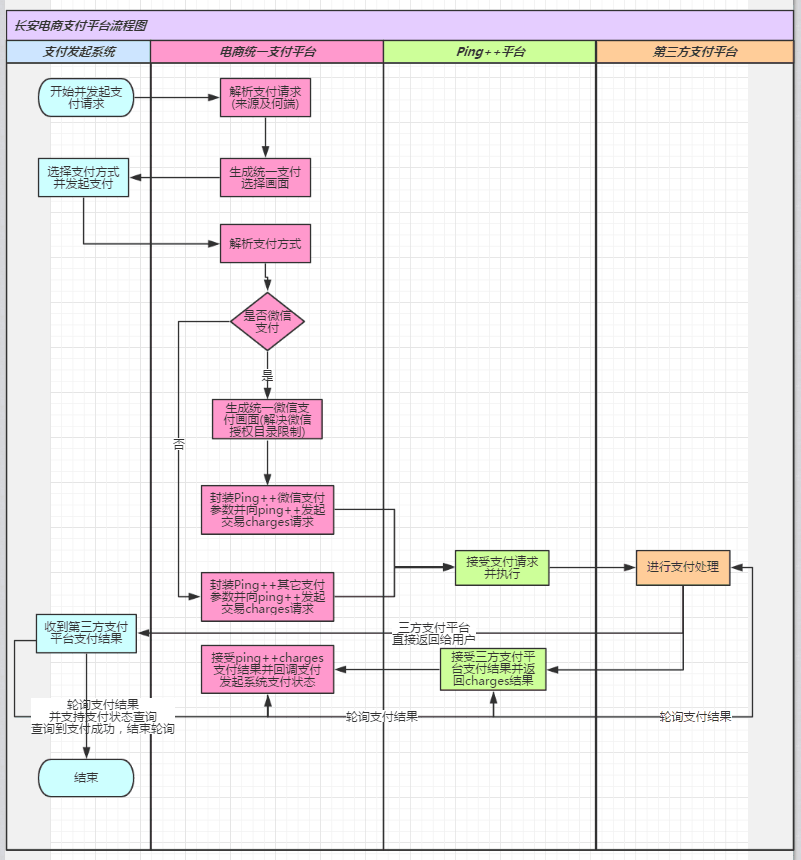 长安电商支付平台流程图
支付发起系统
电商统一支付平台
Ping++平台
第三方支付平台
开始并发起支
付请求
解析支付请求
(来源及何端)
选择支付方式
并发起支付
生成统一支付
选择画面
解析支付方式
是否微信
支付
是
否
生成统一微信支
付画面(解决微信
授权目录限制)
封装Ping++微信支付
参数并向ping++发起
交易charges请求
封装Ping++其它支付
参数并向ping++发起
交易charges请求
接受支付请求
并执行
进行支付处理
收到第三方支付
平台支付结果
三方支付平台
直接返回给用户
接受ping++charges
支付结果并回调支付
发起系统支付状态
接受三方支付平
台支付结果并返
回charges结果
轮询支付结果
并支持支付状态查询
查询到支付成功，结束轮询
轮询支付结果
轮询支付结果
结束